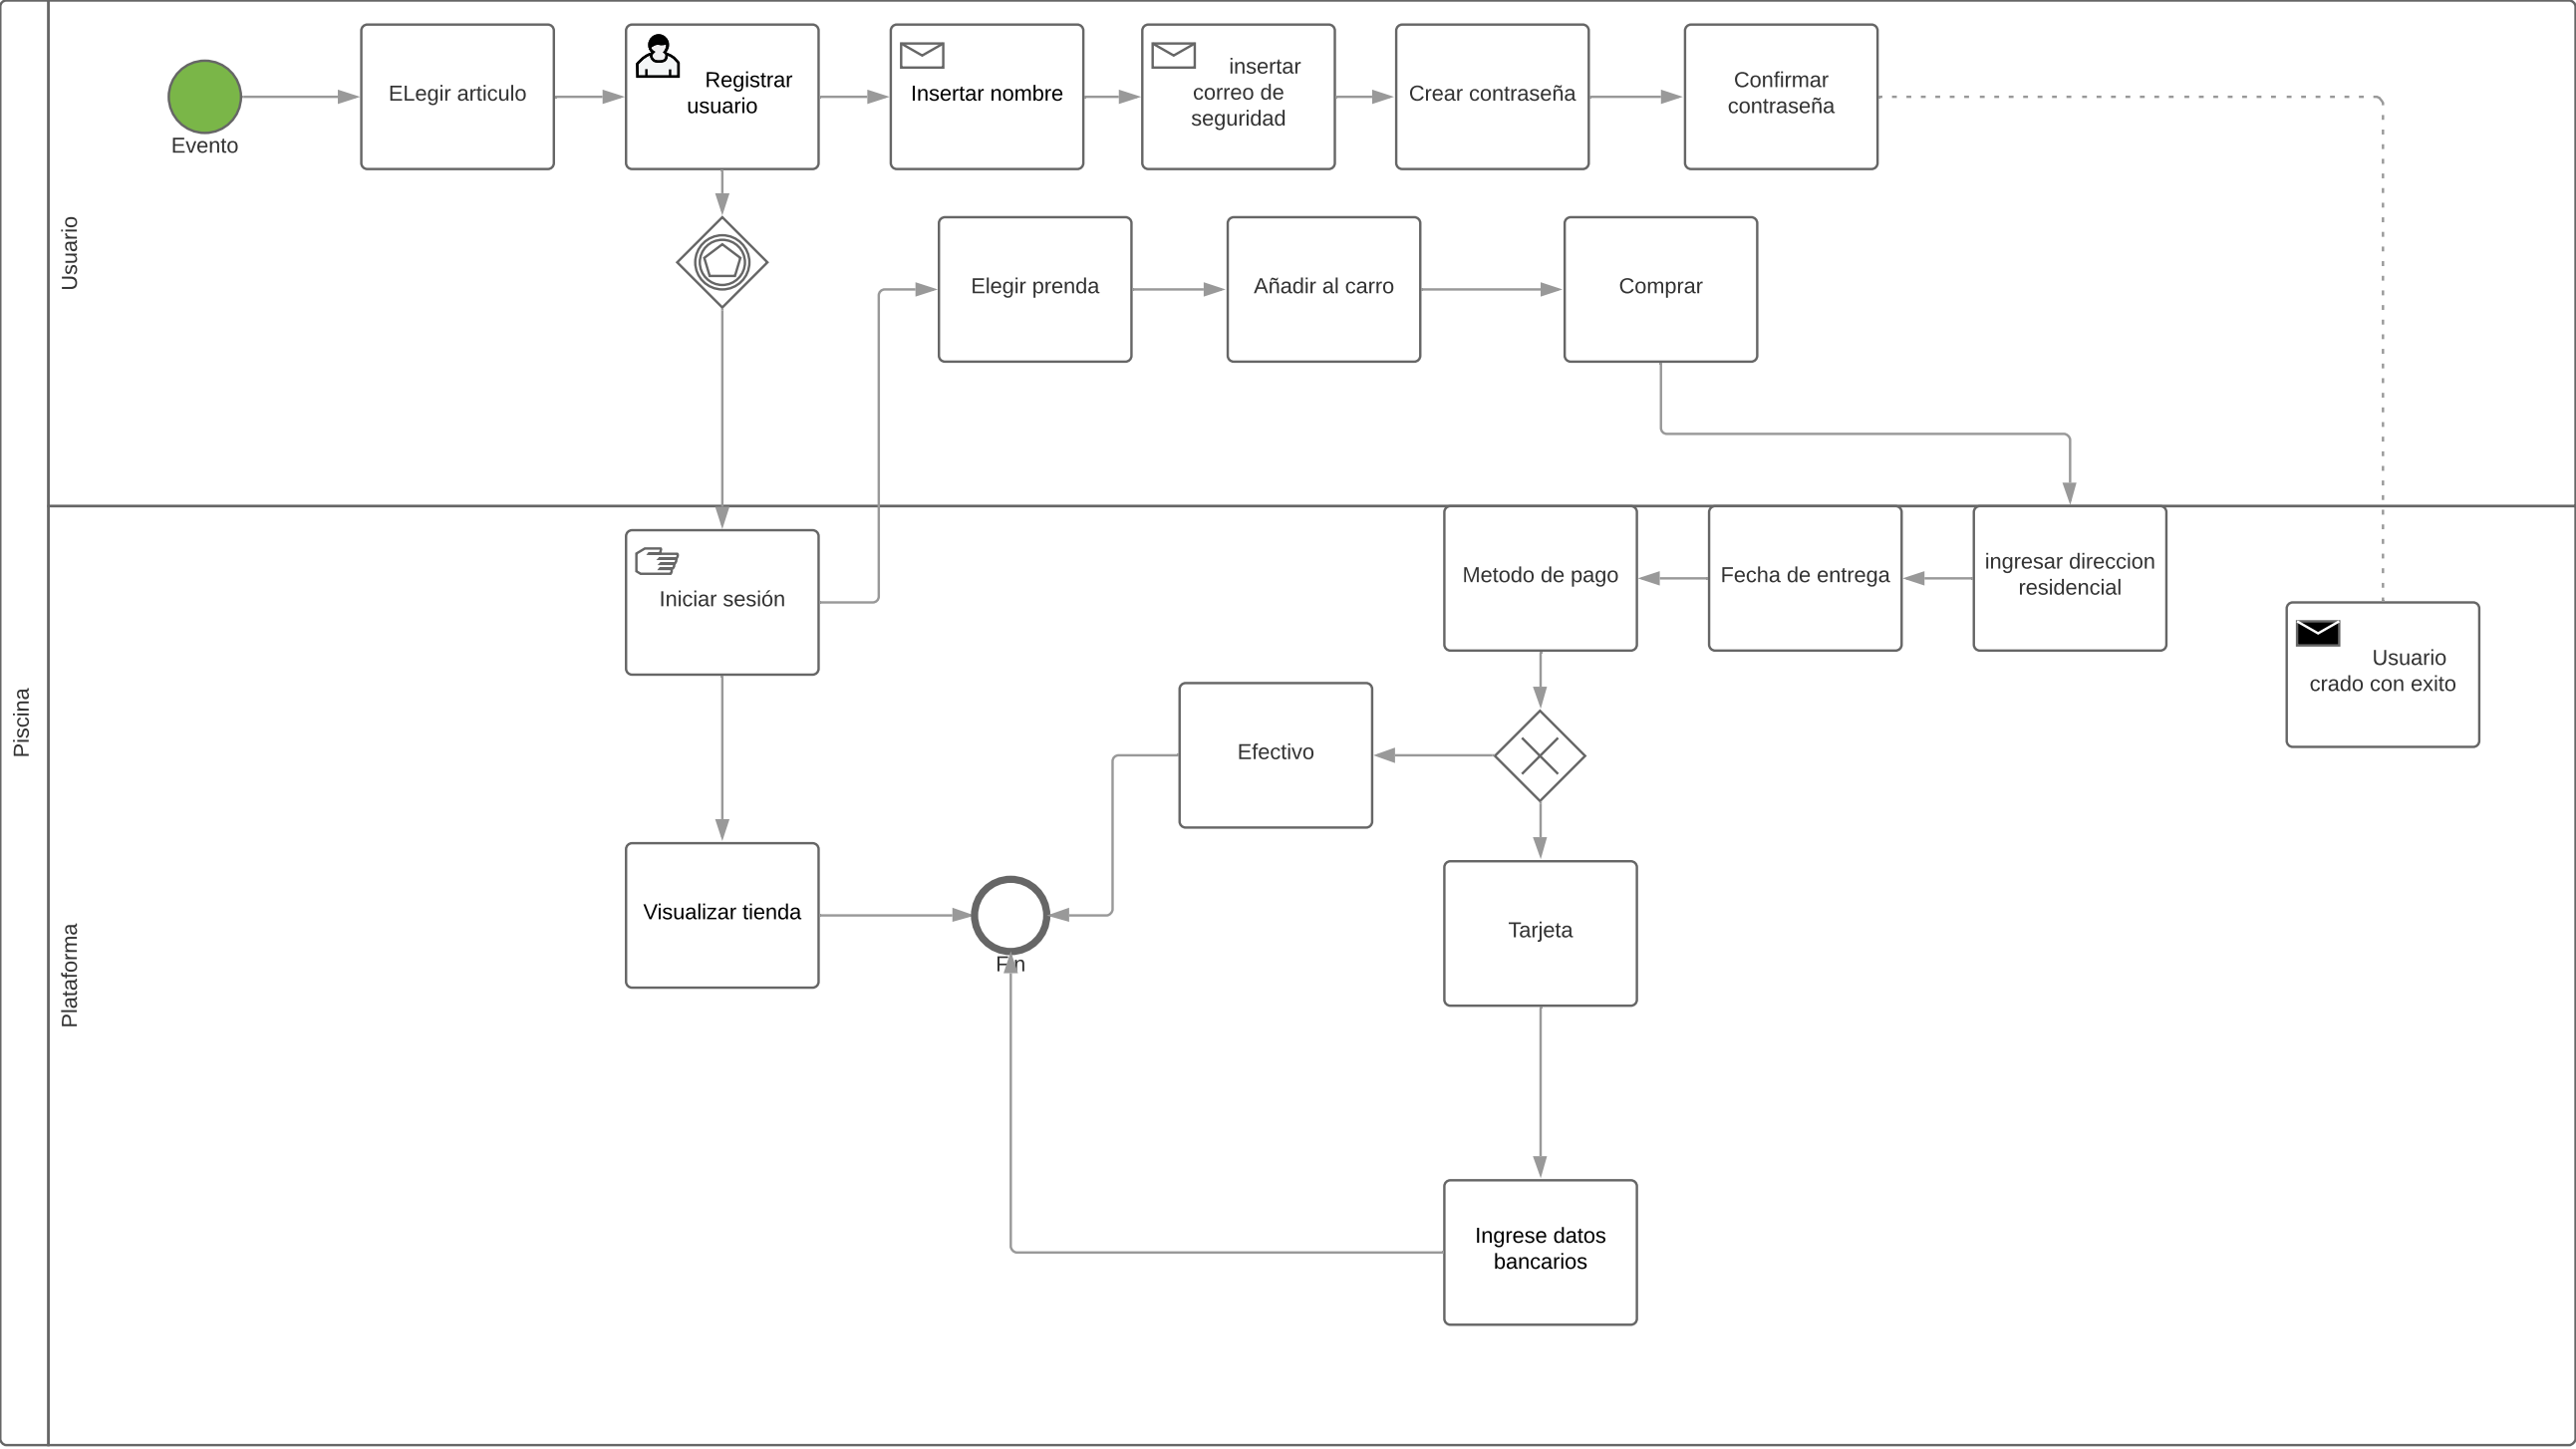 Piscina
Usuario
Evento
ELegir articulo
Registrar
usuario
Insertar nombre
insertar
correo de
seguridad
Crear contraseña
Confirmar
contraseña
Elegir prenda
Añadir al carro
Comprar
Plataforma
Iniciar sesión
Metodo de pago
Fecha de entrega
ingresar direccion
residencial
Usuario
crado con exito
Efectivo
Visualizar tienda
Fin
Tarjeta
Ingrese datos
bancarios